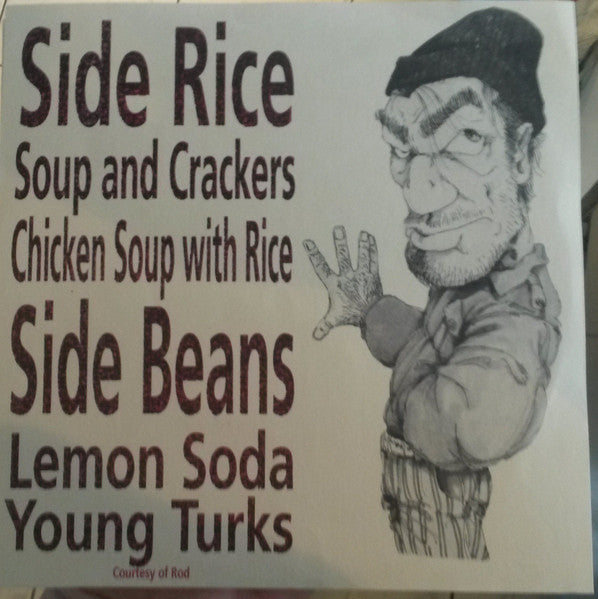 Side Rice
Soup and Crackers
Chicken Soup with Rice
Side Beans
Lemon Soda
Young Turks
Courtesy of Rod